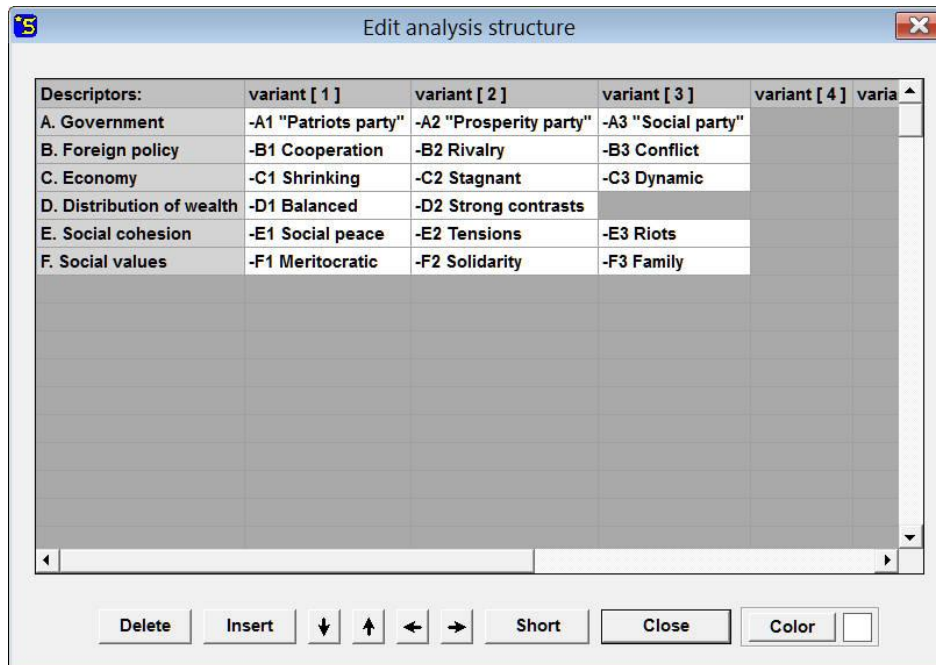 S
Edit analysis structure
Descriptors: variant [ 1 ] variant [ 2 ] variant [ 3 ] variant [ 4 ] varia
A. Government -A1 "Patriots party" -A2 "Prosperity party" -A3 "Social party"
B. Foreign policy -B1 Cooperation -B2 Rivalry -B3 Conflict
C. Economy -C1 Shrinking -C2 Stagnant -C3 Dynamic
D. Distribution of wealth -D1 Balanced -D2 Strong contrasts
E. Social cohesion -E1 Social peace -E2 Tensions -E3 Riots
F. Social values -F1 Meritocratic -F2 Solidarity -F3 Family
Delete Insert Short Close Color